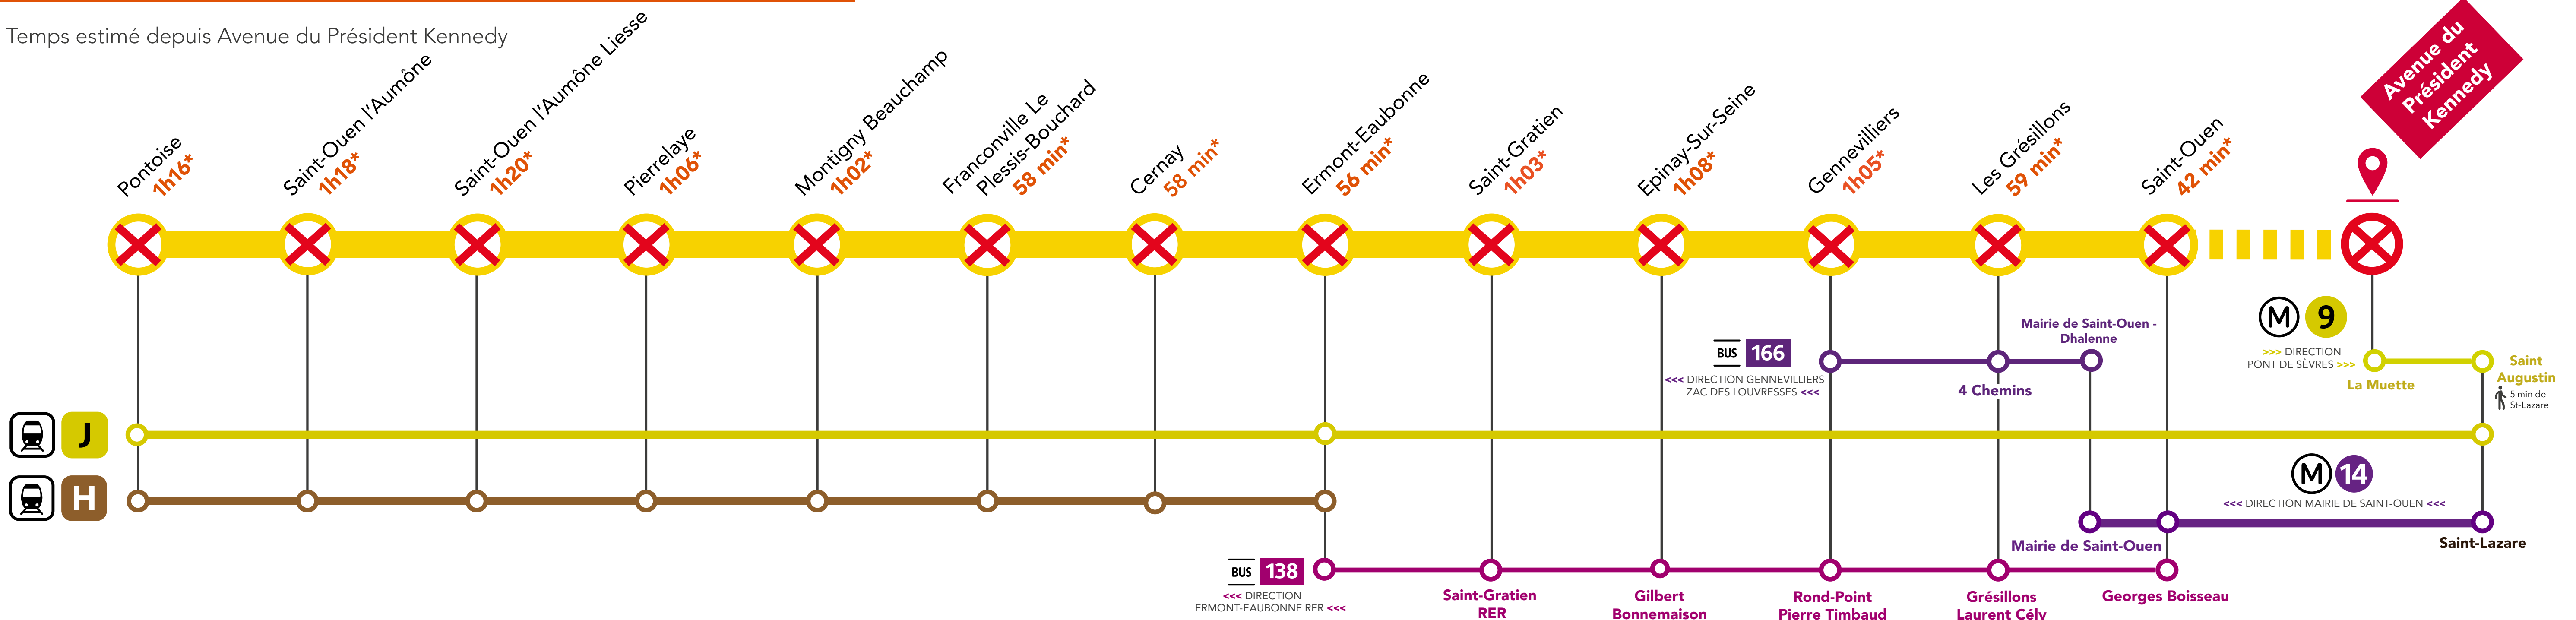 Temps estimé depuis Avenue du Président Kennedy
Pontoise
1h16*
Saint-Ouen l'Aumône
1h18*
Saint-Ouen l'Aumône Liesse
1h20*
Pierrelaye
1h06*
Montigny Beauchamp
1h02*
Franconville Le
Plessis-Bouchard
58 min*
Cernay
58 min*
Ermont-Eaubonne
56 min*
Saint-Gratien
1h03*
Epinay-Sur-Seine
1h08*
Gennevilliers
1h05*
Les Grésillons
59 min*
Saint-Ouen
42 min*
Avenue du
Président
Kennedy
M 9
>>> DIRECTION
PONT DE SÈVRES >>>
La Muette
Saint
Augustin
5 min de
St-Lazare
BUS 166
<<< DIRECTION GENNEVILLIERS
ZAC DES LOUVRESSES <<<
4 Chemins
Mairie de Saint-Ouen -
Dhalenne
J
H
M 14
<<< DIRECTION MAIRIE DE SAINT-OUEN <<<
Mairie de Saint-Ouen
Saint-Lazare
BUS 138
<<< DIRECTION
ERMONT-EAUBONNE RER <<<
Saint-Gratien
RER
Gilbert
Bonnemaison
Rond-Point
Pierre Timbaud
Grésillons
Laurent Cély
Georges Boisseau